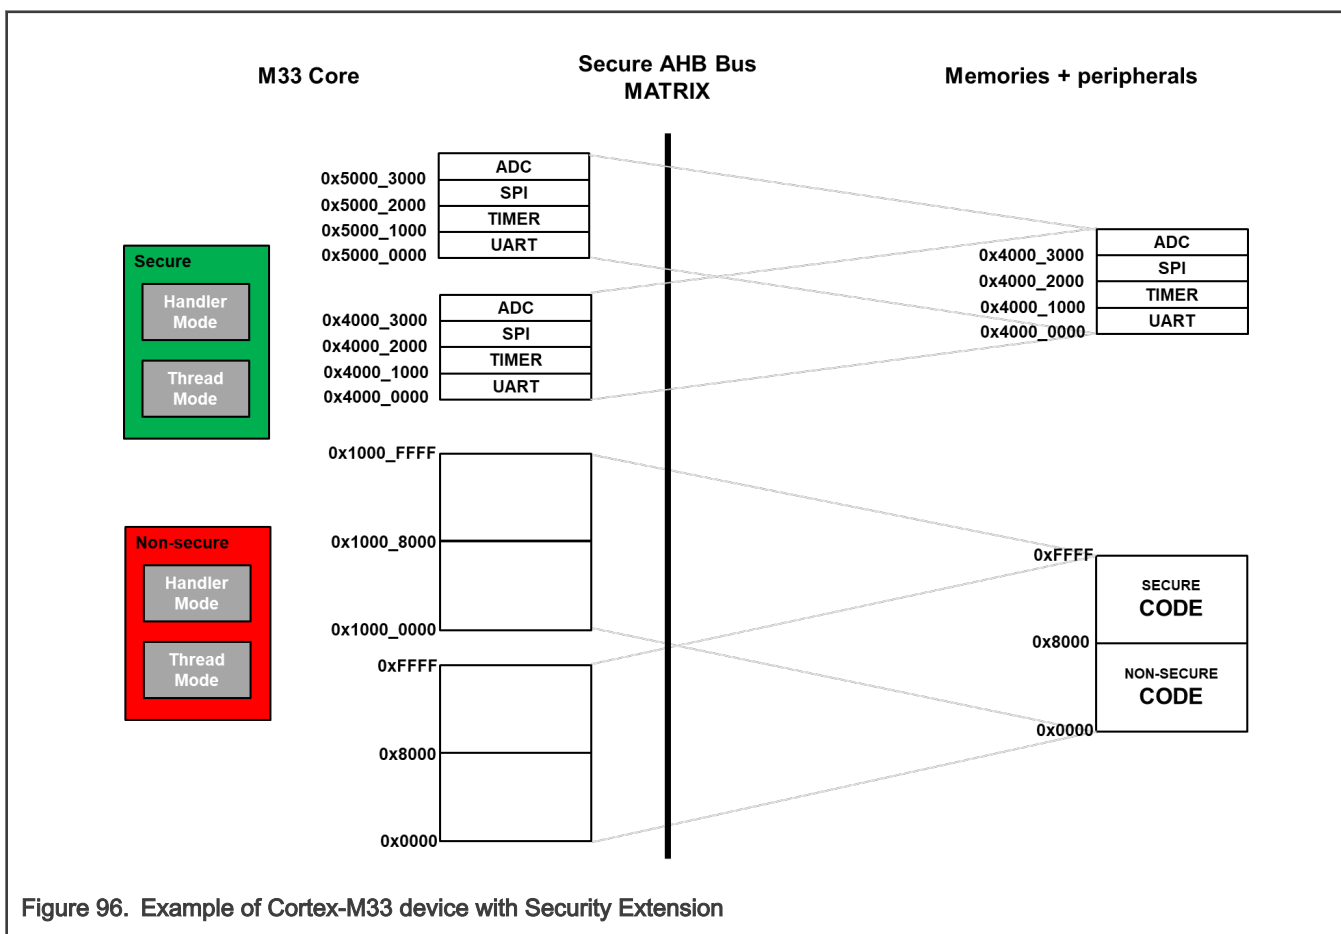 M33 Core
Secure AHB Bus
MATRIX
Memories + peripherals
ADC
0x5000_3000
SPI
0x5000_2000
TIMER
0x5000_1000
UART
0x5000_0000
ADC
0x4000_3000
SPI
0x4000_2000
TIMER
0x4000_1000
UART
0x4000_0000
Secure
Handler
Mode
Thread
Mode
ADC
0x4000_3000
SPI
0x4000_2000
TIMER
0x4000_1000
UART
0x4000_0000
0x1000_FFFF
0x1000_8000
0x1000_0000
Non-secure
Handler
Mode
Thread
Mode
0xFFFF
0x8000
0x0000
0xFFFF
SECURE
CODE
0x8000
NON-SECURE
CODE
0x0000
Figure 96. Example of Cortex-M33 device with Security Extension